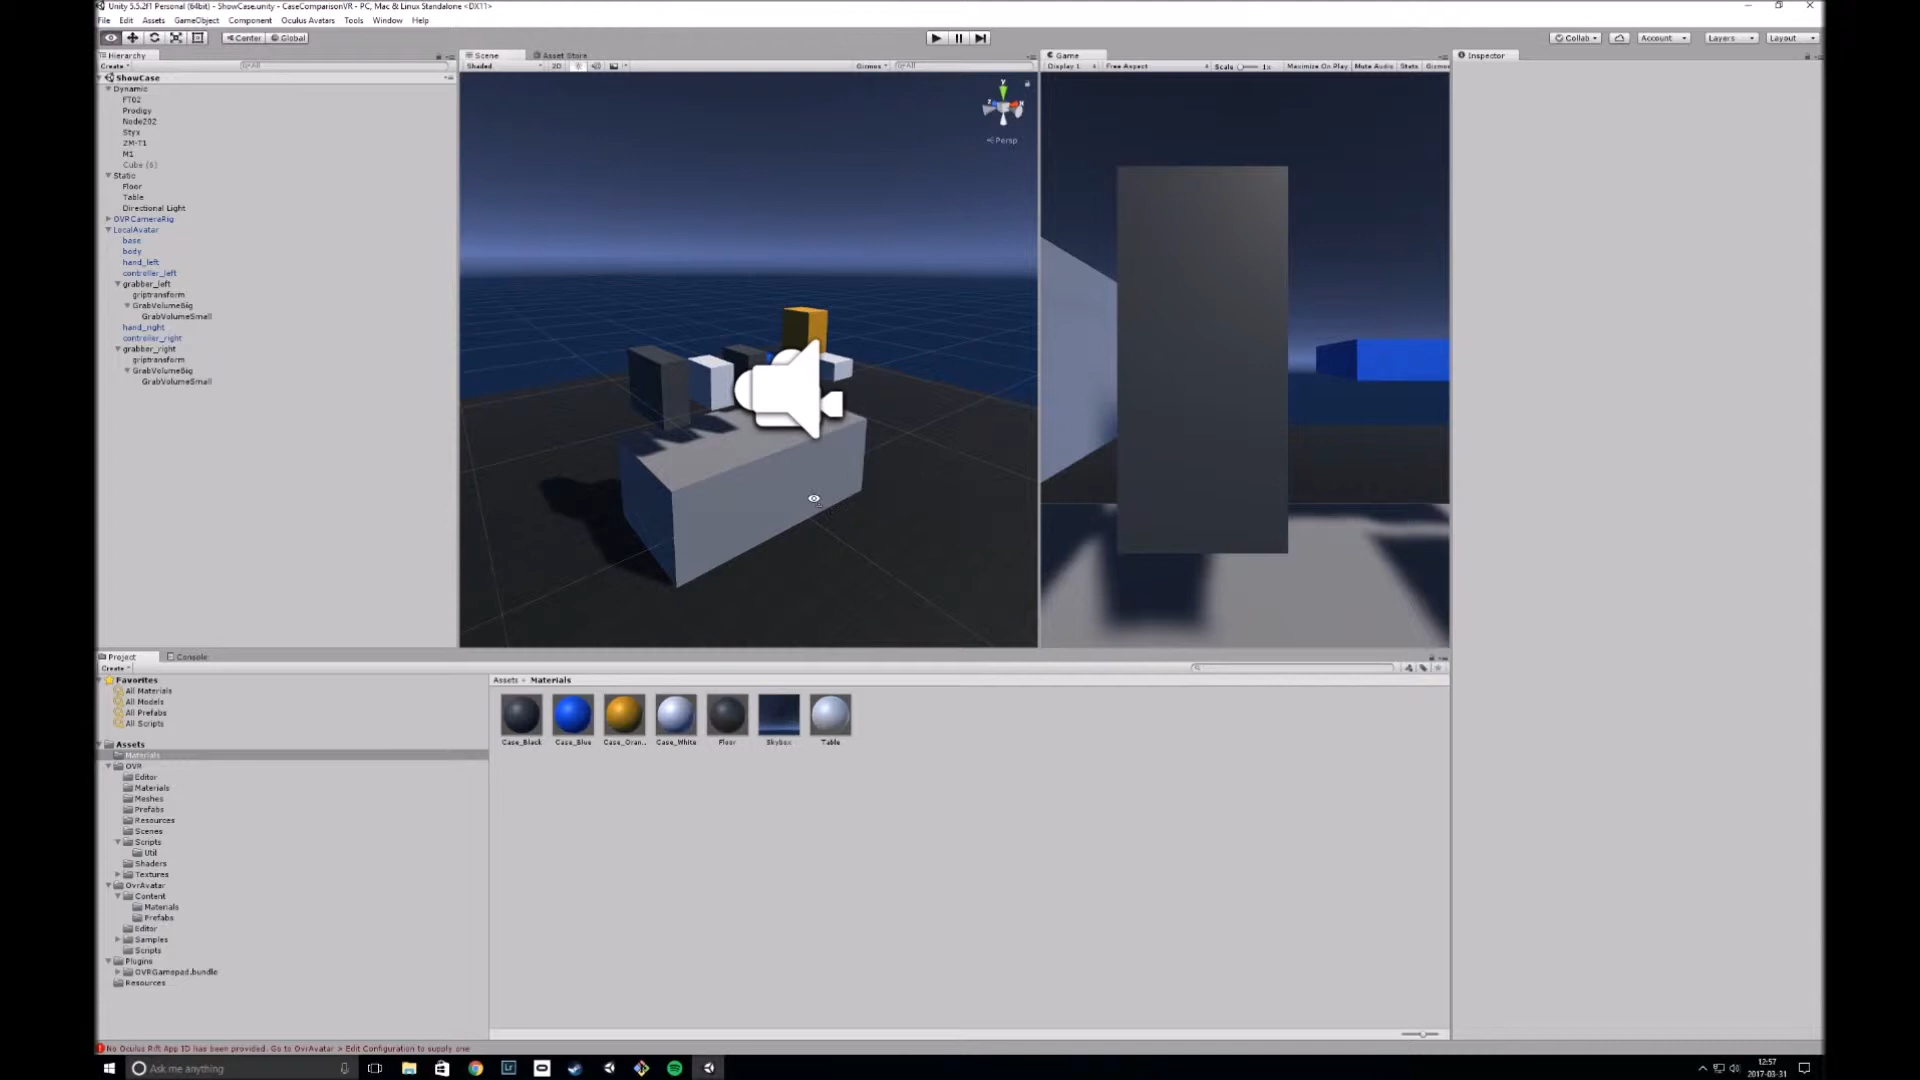 Unity 5.5.2f1 Personal (64bit) - ShowCase.unity - CaseComparisonVR - PC, Mac & Linux Standalone <DX11>
File Edit Assets GameObject Component Oculus Avatars Tools Window Help
Center Global Collab Account Layers Layout
Hierarchy Scene Asset Store Game Inspector
Create All Shaded 2D Gizmos All Display 1 Free Aspect Scale 1x Maximize On Play Mute Audio Stats Gizmos
ShowCase
Dynamic
FT02
Prodigy
Node202
Styx
ZM-T1
M1
Cube (6)
Static
Floor
Table
Directional Light
OVRCameraRig
LocalAvatar
base
body
hand_left
controller_left
grabber_left
griptransform
GrabVolumeBig
GrabVolumeSmall
hand_right
controller_right
grabber_right
griptransform
GrabVolumeBig
GrabVolumeSmall
y
z x
Persp
Project Console
Create
Favorites
All Materials
All Models
All Prefabs
All Scripts
Assets
Materials
OVR
Editor
Materials
Meshes
Prefabs
Resources
Scenes
Scripts
Util
Shaders
Textures
OvrAvatar
Content
Materials
Prefabs
Editor
Samples
Scripts
Plugins
OVRGamepad.bundle
Resources
Assets Materials
Case_Black Case_Blue Case_Oran.. Case_White Floor Skybox Table
No Oculus Rift App ID has been provided. Go to OvrAvatar > Edit Configuration to supply one
Ask me anything
Lr
12:57
2017-03-31